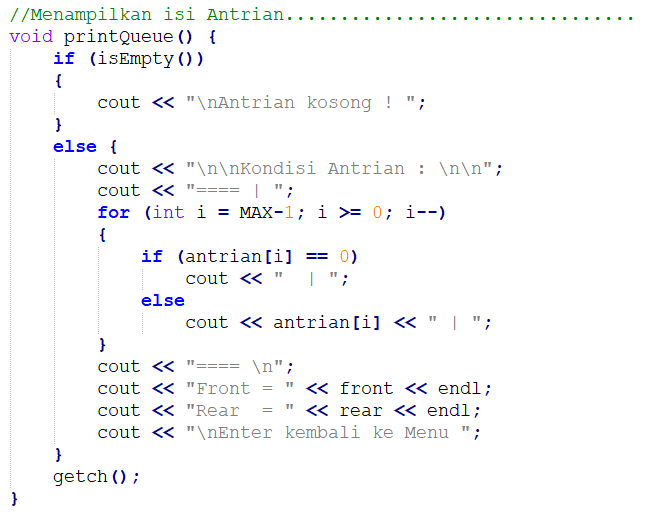 //Menampilkan isi Antrian................................
void printQueue() {
    if (isEmpty())
    {
        cout << "\nAntrian kosong ! ";
    }
    else {
        cout << "\n\nKondisi Antrian : \n\n";
        cout << "==== | ";
        for (int i = MAX-1; i >= 0; i--)
        {
            if (antrian[i] == 0)
                cout << "  | ";
            else
                cout << antrian[i] << " | ";
        }
        cout << "==== \n";
        cout << "Front = " << front << endl;
        cout << "Rear  = " << rear << endl;
        cout << "\nEnter kembali ke Menu ";
    }
    getch();
}